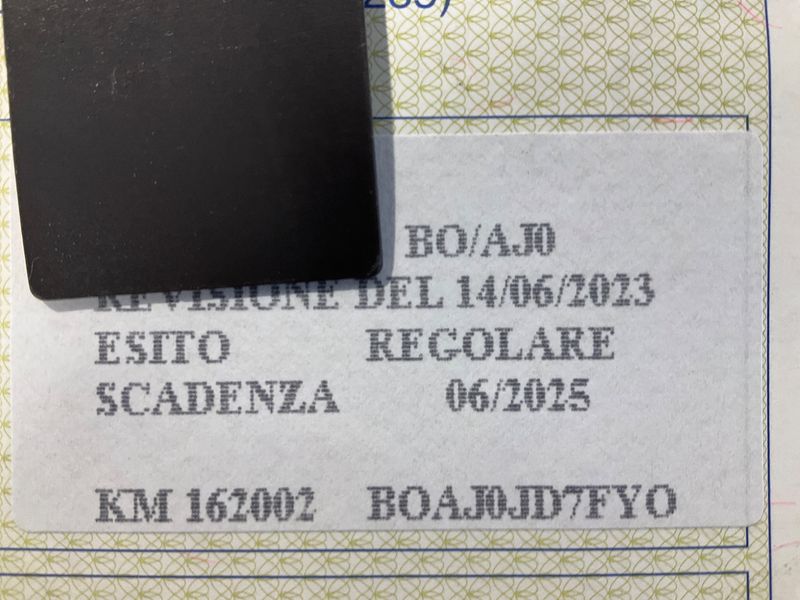 BO/AJ0
REVISIONE DEL 14/06/2023
ESITO REGOLARE
SCADENZA 06/2025
KM 162002 BOAJ0JD7FYO